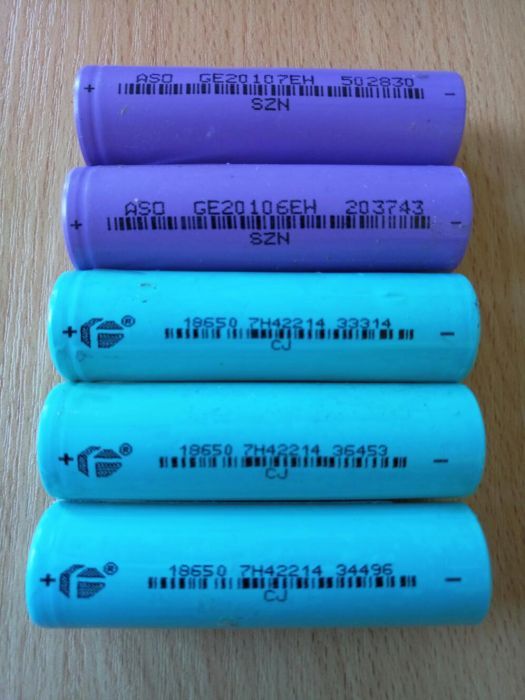 + ASO GE20107EH 502830 -
SZN
+ ASO GE20106EH 203743 -
SZN
+ ® 18650 7H42214 33314 -
CJ
+ ® 18650 7H42214 36453 -
CJ
+ ® 18650 7H42214 34496 -
CJ